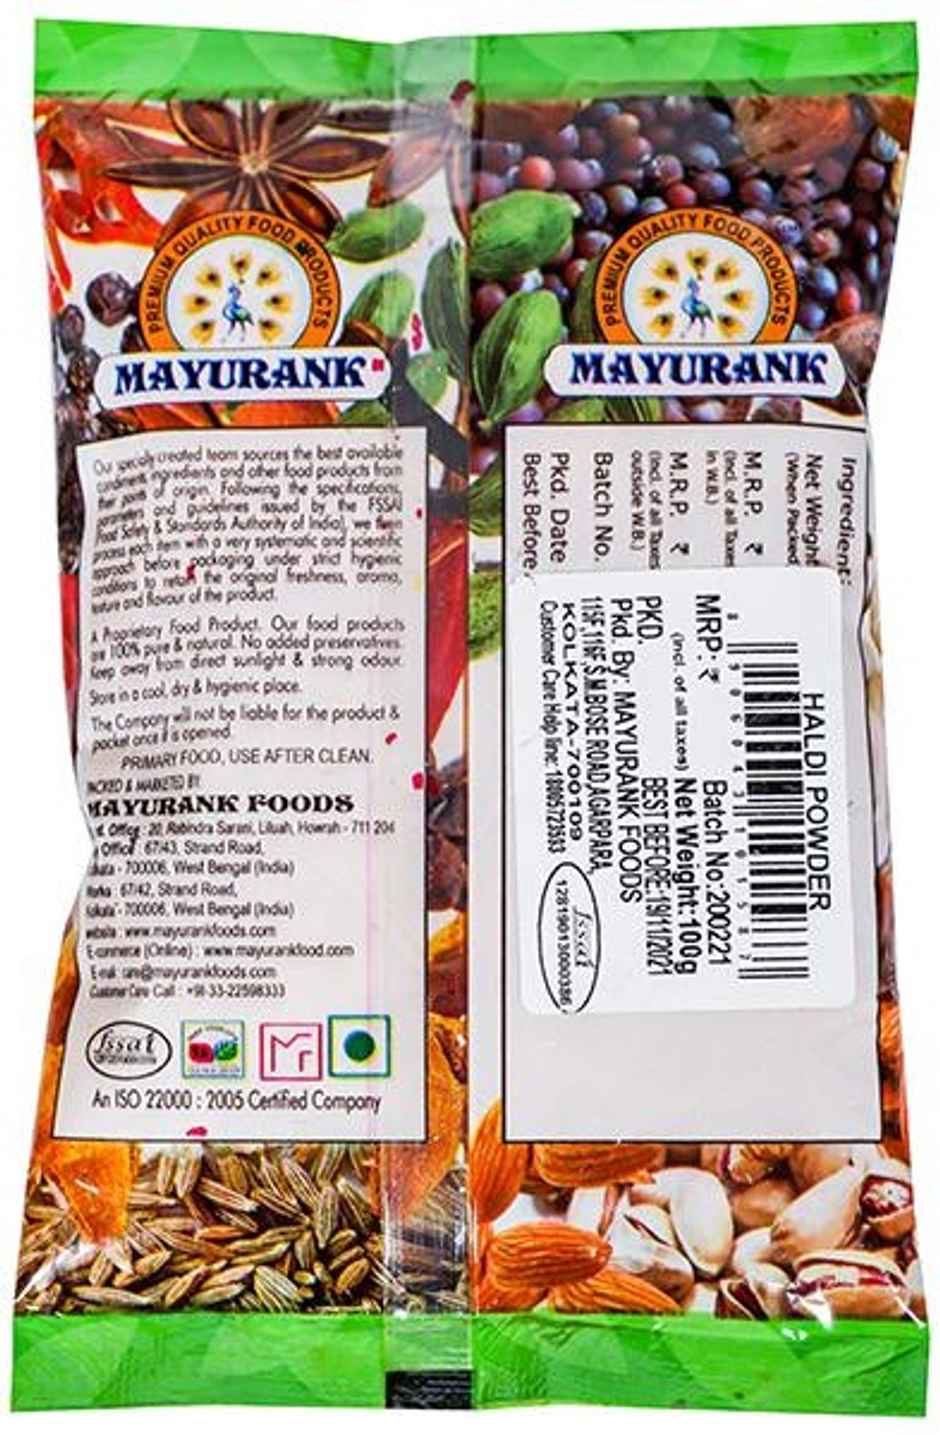 PREMIUM QUALITY FOOD PRODUCTS
MAYURANK
Our specially created team sources the best available
condiments ingredients and other food products from
their points of origin. Following the specifications,
parameters and guidelines issued by the FSSAI
(Food Safety & Standards Authority of India), we then
process each item with a very systematic and scientific
approach before packaging under strict hygienic
conditions to retain the original freshness, aroma,
texture and flavour of the product.
A Proprietary Food Product. Our food products
are 100% pure & natural. No added preservatives.
Keep away from direct sunlight & strong odour.
Store in a cool, dry & hygienic place.
The Company will not be liable for the product &
packet once it is opened.
PRIMARY FOOD, USE AFTER CLEAN.
PACKED & MARKETED BY:
MAYURANK FOODS
Office : 20, Rabindra Sarani, Liluah, Howrah - 711 204
Office : 67/43, Strand Road,
Kolkata - 700006, West Bengal (India)
67/42, Strand Road,
Kolkata - 700006, West Bengal (India)
Website : www.mayurankfoods.com
E-commerce (Online) : www.mayurankfood.com
E-mail: care@mayurankfoods.com
Customer Care Call : +91-33-22598333
fssai
An ISO 22000 : 2005 Certified Company
PREMIUM QUALITY FOOD PRODUCTS
MAYURANK
Ingredient:
Net Weight
(When Packed
M.R.P. ₹
(Incl. of all Taxes
in W.B.)
M.R.P. ₹
(Incl. of all Taxes
outside W.B.)
Batch No.
Pkd. Date
Best Before
HALDI POWDER
8 906043 105587
MRP: ₹ Batch No:200221
(incl. of all taxes) Net Weight:100g
PKD. BEST BEFORE:19/11/2021
Pkd. By: MAYURANK FOODS
115F,116F,S.M.BOSE ROAD,AGARPARA,
KOLKATA-700109
Customer Care Help line: 18005723533
fssai
12819013000386